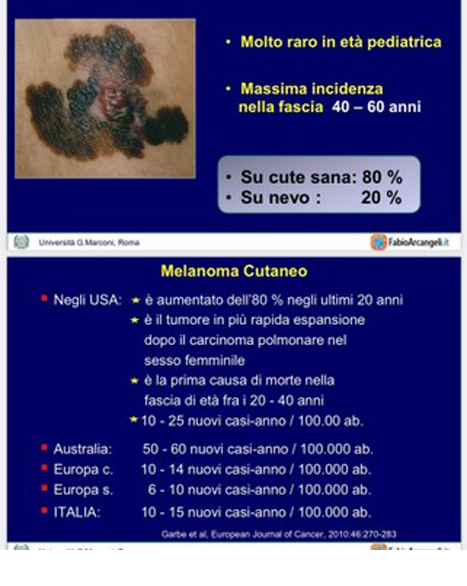 • Molto raro in età pediatrica
• Massima incidenza
nella fascia 40 – 60 anni
• Su cute sana: 80 %
• Su nevo : 20 %
Università G.Marconi, Roma
FabioArcangeli.it
Melanoma Cutaneo
Negli USA: ★ è aumentato dell'80 % negli ultimi 20 anni
★ è il tumore in più rapida espansione
dopo il carcinoma polmonare nel
sesso femminile
★ è la prima causa di morte nella
fascia di età fra i 20 - 40 anni
★ 10 - 25 nuovi casi-anno / 100.00 ab.
Australia: 50 - 60 nuovi casi-anno / 100.000 ab.
Europa c. 10 - 14 nuovi casi-anno / 100.000 ab.
Europa s. 6 - 10 nuovi casi-anno / 100.000 ab.
ITALIA: 10 - 15 nuovi casi-anno / 100.000 ab.
Garbe et al, European Journal of Cancer, 2010:46:270-283